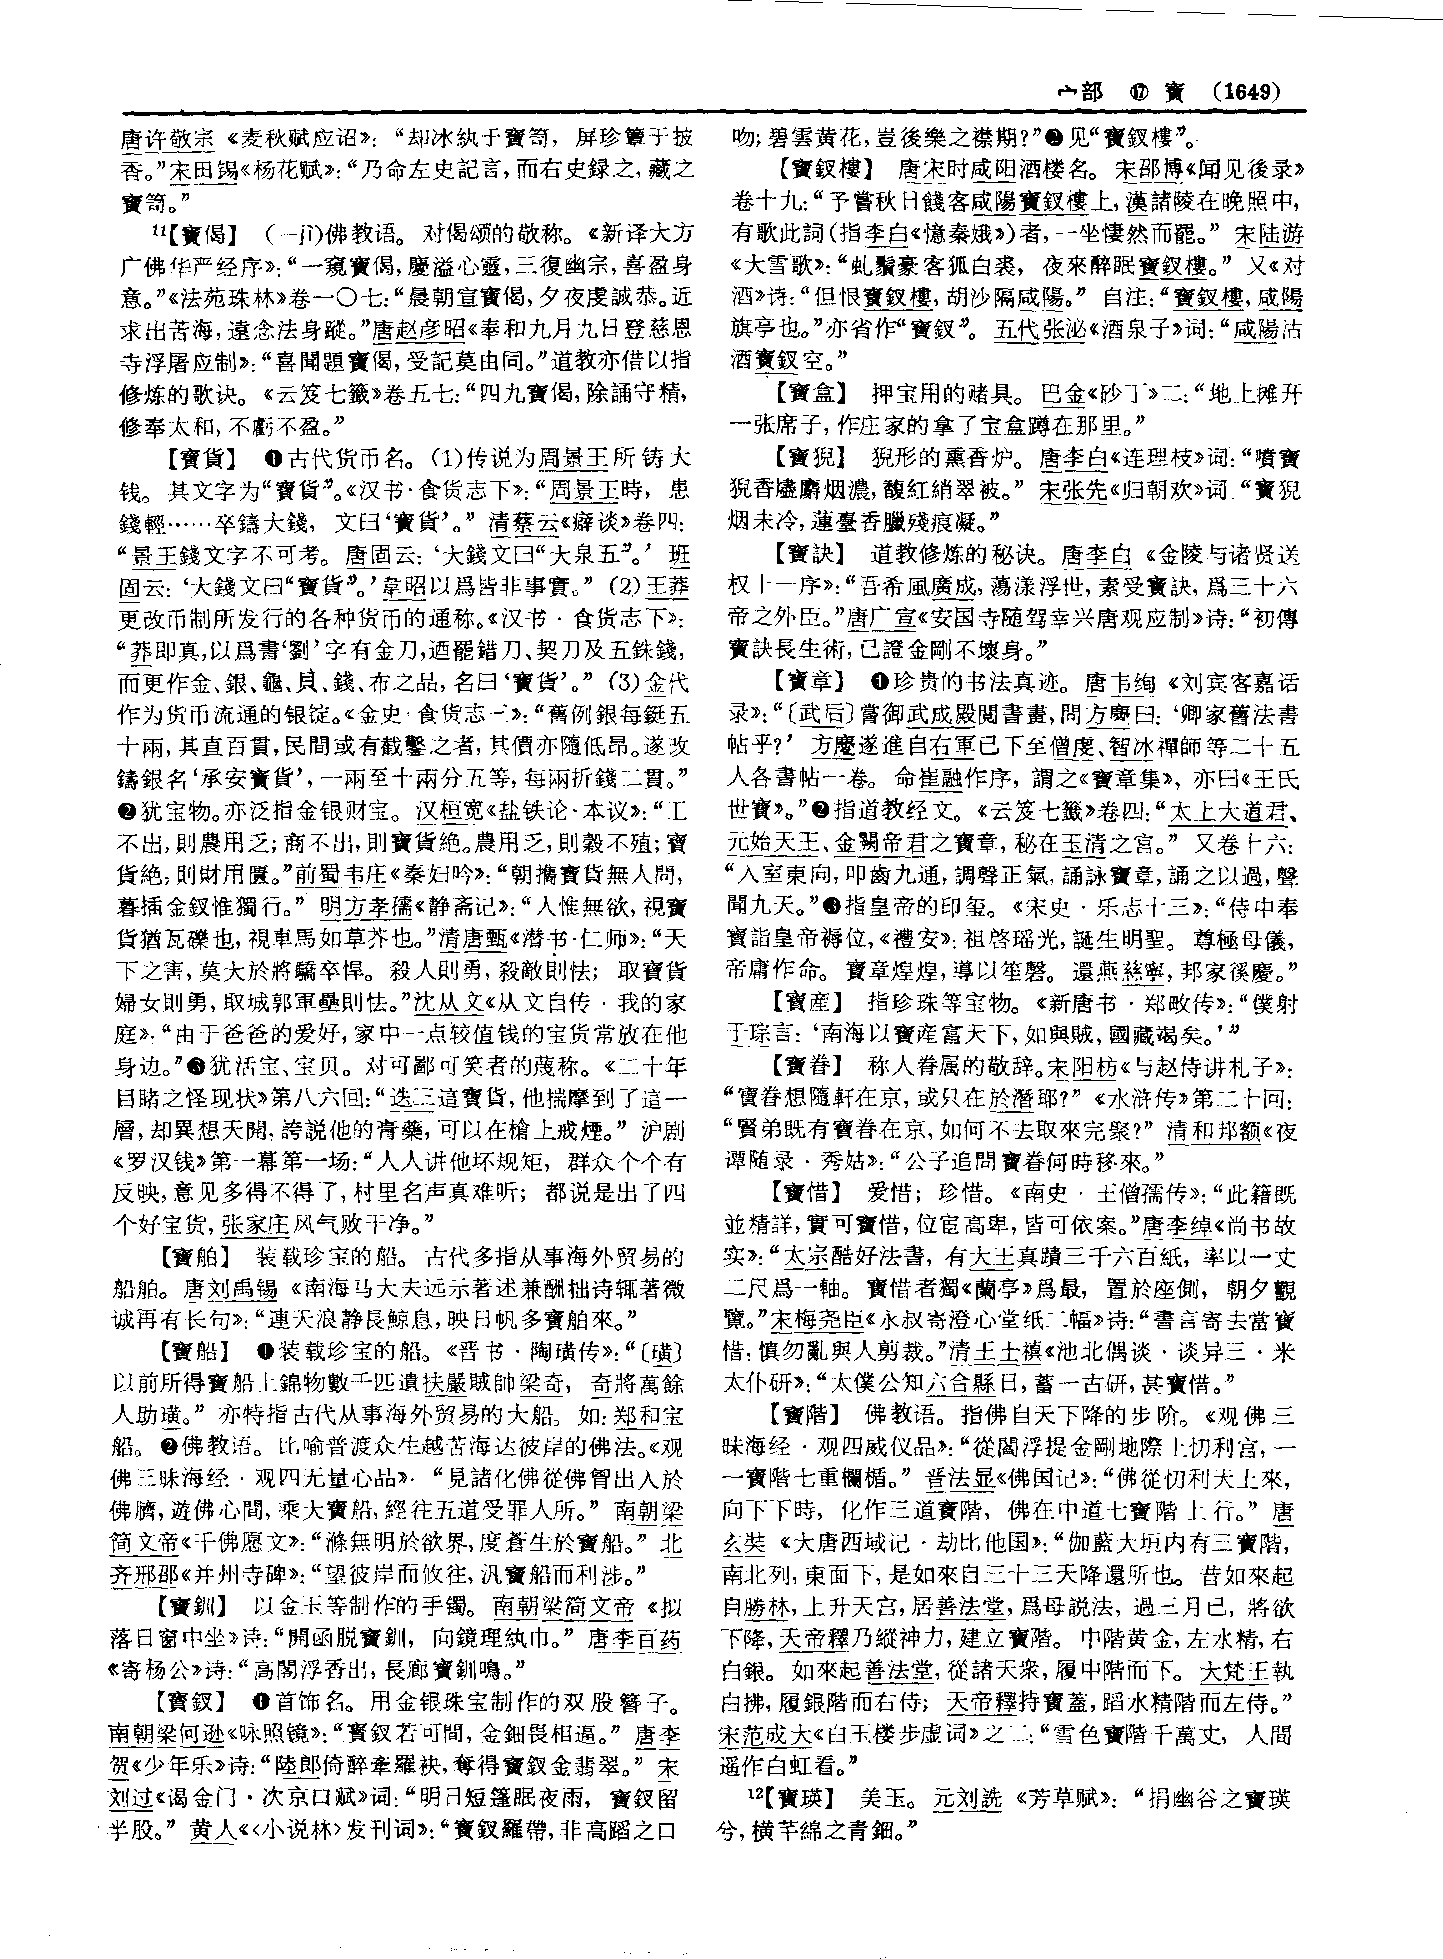 宀部 ⑰ 寶 (1649)
唐许敬宗《麦秋赋应诏》：“却冰紈于寶笥，屏珍簟于披
香。”宋田锡《杨花赋》：“乃命左史記言，而右史録之，藏之
寶笥。”
11【寶偈】 （—jì）佛教语。对偈颂的敬称。《新译大方
广佛华严经序》：“一窺寶偈，慶溢心靈，三復幽宗，喜盈身
意。”《法苑珠林》卷一〇七：“晨朝宣寶偈，夕夜虔誠恭。近
求出苦海，遠念法身蹤。”唐赵彦昭《奉和九月九日登慈恩
寺浮屠应制》：“喜聞題寶偈，受記莫由同。”道教亦借以指
修炼的歌诀。《云笈七籤》卷五七：“四九寶偈，除誦守精，
修奉太和，不虧不盈。”
【寶貨】 ❶古代货币名。(1)传说为周景王所铸大
钱。其文字为“寶貨”。《汉书·食货志下》：“周景王時，患
錢輕……卒鑄大錢，文曰‘寶貨’。”清蔡云《癖谈》卷四：
“景王錢文字不可考。唐固云：‘大錢文曰“大泉五”。’班
固云：‘大錢文曰“寶貨”。’韋昭以爲皆非事實。”(2)王莽
更改币制所发行的各种货币的通称。《汉书·食货志下》：
“莽即真，以爲書‘劉’字有金刀，迺罷錯刀、契刀及五銖錢，
而更作金、銀、龜、貝、錢、布之品，名曰‘寶貨’。”(3)金代
作为货币流通的银锭。《金史·食货志三》：“舊例銀每鋌五
十兩，其直百貫，民間或有截鑿之者，其價亦隨低昂。遂改
鑄銀名‘承安寶貨’，一兩至十兩分五等，每兩折錢二貫。”
❷犹宝物。亦泛指金银财宝。汉桓宽《盐铁论·本议》：“工
不出，則農用乏；商不出，則寶貨絶。農用乏，則穀不殖；寶
貨絶，則財用匱。”前蜀韦庄《秦妇吟》：“朝攜寶貨無人問，
暮插金釵惟獨行。”明方孝孺《静斋记》：“人惟無欲，視寶
貨猶瓦礫也，視車馬如草芥也。”清唐甄《潜书·仁师》：“天
下之害，莫大於將驕卒悍。殺人則勇，殺敵則怯；取寶貨
婦女則勇，取城郭軍壘則怯。”沈从文《从文自传·我的家
庭》：“由于爸爸的爱好，家中一点较值钱的宝货常放在他
身边。”❸犹活宝、宝贝。对可鄙可笑者的蔑称。《二十年
目睹之怪现状》第八六回：“迭三這寶貨，他揣摩到了這一
層，却異想天開，誇説他的膏藥，可以在槍上戒煙。”沪剧
《罗汉钱》第一幕第一场：“人人讲他坏规矩，群众个个有
反映，意见多得不得了，村里名声真难听；都说是出了四
个好宝货，张家庄风气败干净。”
【寶舶】 装载珍宝的船。古代多指从事海外贸易的
船舶。唐刘禹锡《南海马大夫远示著述兼酬拙诗辄著微
诚再有长句》：“連天浪静長鯨息，映日帆多寶舶來。”
【寶船】 ❶装载珍宝的船。《晋书·陶璜传》：“〔璜〕
以前所得寶船上錦物數千匹遺扶嚴賊帥梁奇，奇將萬餘
人助璜。”亦特指古代从事海外贸易的大船。如：郑和宝
船。❷佛教语。比喻普渡众生越苦海达彼岸的佛法。《观
佛三昧海经·观四无量心品》：“見諸化佛從佛智出入於
佛臍，遊佛心間，乘大寶船，經往五道受罪人所。”南朝梁
简文帝《千佛愿文》：“滌無明於欲界，度蒼生於寶船。”北
齐邢邵《并州寺碑》：“望彼岸而攸往，汎寶船而利涉。”
【寶釧】 以金玉等制作的手镯。南朝梁简文帝《拟
落日窗中坐》诗：“開函脱寶釧，向鏡理紈巾。”唐李百药
《寄杨公》诗：“高閣浮香出，長廊寶釧鳴。”
【寶釵】 ❶首饰名。用金银珠宝制作的双股簪子。
南朝梁何逊《咏照镜》：“寶釵若可間，金鈿畏相逼。”唐李
贺《少年乐》诗：“陸郎倚醉牽羅袂，奪得寶釵金翡翠。”宋
刘过《谒金门·次京口赋》词：“明日短篷眠夜雨，寶釵留
半股。”黄人《〈小说林〉发刊词》：“寶釵羅帶，非高蹈之口
吻；碧雲黄花，豈後樂之襟期？”❷见“寶釵樓”。
【寶釵樓】 唐宋时咸阳酒楼名。宋邵博《闻见後录》
卷十九：“予嘗秋日餞客咸陽寶釵樓上，漢諸陵在晚照中，
有歌此詞（指李白《憶秦娥》）者，一坐悽然而罷。”宋陆游
《大雪歌》：“虬鬚豪客狐白裘，夜來醉眠寶釵樓。”又《对
酒》诗：“但恨寶釵樓，胡沙隔咸陽。”自注：“寶釵樓，咸陽
旗亭也。”亦省作“寶釵”。五代张泌《酒泉子》词：“咸陽沽
酒寶釵空。”
【寶盒】 押宝用的赌具。巴金《砂丁》二：“地上摊开
一张席子，作庄家的拿了宝盒蹲在那里。”
【寶猊】 猊形的熏香炉。唐李白《连理枝》词：“噴寶
猊香燼麝烟濃，馥紅綃翠被。”宋张先《归朝欢》词：“寶猊
烟未冷，蓮臺香臘殘痕凝。”
【寶訣】 道教修炼的秘诀。唐李白《金陵与诸贤送
权十一序》：“吾希風廣成，蕩漾浮世，素受寶訣，爲三十六
帝之外臣。”唐广宣《安国寺随驾幸兴唐观应制》诗：“初傳
寶訣長生術，已證金剛不壞身。”
【寶章】 ❶珍贵的书法真迹。唐韦绚《刘宾客嘉话
录》：“〔武后〕嘗御武成殿閲書畫，問方慶曰：‘卿家舊法書
帖乎？’方慶遂進自右軍已下至僧虔、智冰禪師等二十五
人各書帖一卷。命崔融作序，謂之《寶章集》，亦曰《王氏
世寶》。”❷指道教经文。《云笈七籤》卷四：“太上大道君、
元始天王、金闕帝君之寶章，秘在玉清之宫。”又卷十六：
“入室東向，叩齒九通，調聲正氣，誦詠寶章，誦之以過，聲
聞九天。”❸指皇帝的印玺。《宋史·乐志十三》：“侍中奉
寶詣皇帝褥位，《禮安》：祖啓瑶光，誕生明聖。尊極母儀，
帝庸作命。寶章煌煌，導以笙磬。還燕慈寧，邦家徯慶。”
【寶產】 指珍珠等宝物。《新唐书·郑畋传》：“僕射
于琮言：‘南海以寶產富天下，如與賊，國藏竭矣。’”
【寶眷】 称人眷属的敬辞。宋阳枋《与赵侍讲札子》：
“寶眷想隨軒在京，或只在於潛耶？”《水浒传》第二十回：
“賢弟既有寶眷在京，如何不去取來完聚？”清和邦额《夜
谭随录·秀姑》：“公子追問寶眷何時移來。”
【寶惜】 爱惜；珍惜。《南史·王僧孺传》：“此籍既
並精詳，實可寶惜，位宦高卑，皆可依案。”唐李绰《尚书故
实》：“太宗酷好法書，有大王真蹟三千六百紙，率以一丈
二尺爲一軸。寶惜者獨《蘭亭》爲最，置於座側，朝夕觀
覽。”宋梅尧臣《永叔寄澄心堂纸二幅》诗：“書言寄去當寶
惜，慎勿亂與人剪裁。”清王士禛《池北偶谈·谈异三·米
太仆研》：“太僕公知六合縣日，蓄一古研，甚寶惜。”
【寶階】 佛教语。指佛自天下降的步阶。《观佛三
昧海经·观四威仪品》：“從閻浮提金剛地際上忉利宫，一
一寶階七重欄楯。”晋法显《佛国记》：“佛從忉利天上來，
向下下時，化作三道寶階，佛在中道七寶階上行。”唐
玄奘《大唐西域记·劫比他国》：“伽藍大垣内有三寶階，
南北列，東面下，是如來自三十三天降還所也。昔如來起
自勝林，上升天宫，居善法堂，爲母説法，過三月已，將欲
下降，天帝釋乃縱神力，建立寶階。中階黄金，左水精，右
白銀。如來起善法堂，從諸天衆，履中階而下。大梵王執
白拂，履銀階而右侍；天帝釋持寶蓋，蹈水精階而左侍。”
宋范成大《白玉楼步虚词》之二：“雪色寶階千萬丈，人間
遥作白虹看。”
12【寶瑛】 美玉。元刘诜《芳草赋》：“捐幽谷之寶瑛
兮，横芊綿之青鈿。”